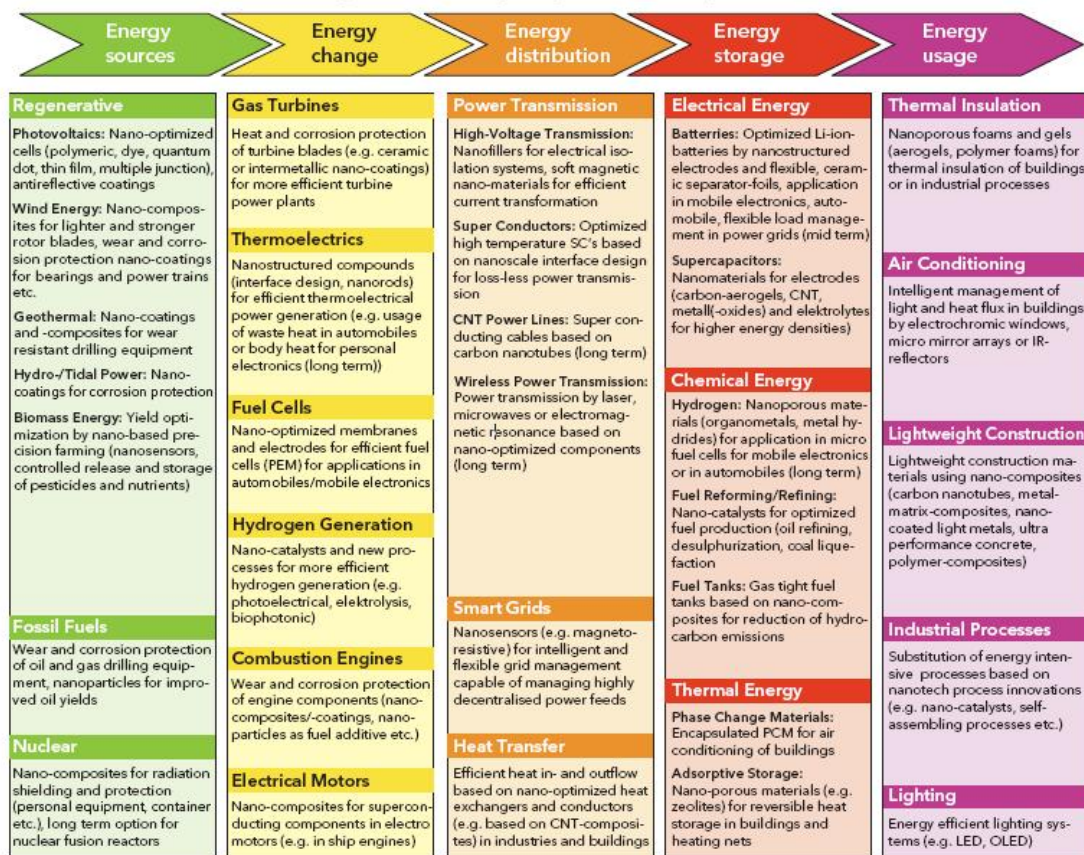 Energy
sources
Energy
change
Energy
distribution
Energy
storage
Energy
usage
Regenerative
Photovoltaics: Nano-optimized
cells (polymeric, dye, quantum
dot, thin film, multiple junction),
antireflective coatings
Wind Energy: Nano-compos-
ites for lighter and stronger
rotor blades, wear and corro-
sion protection nano-coatings
for bearings and power trains
etc.
Geothermal: Nano-coatings
and -composites for wear
resistant drilling equipment
Hydro-/Tidal Power: Nano-
coatings for corrosion protection
Biomass Energy: Yield opti-
mization by nano-based pre-
cision farming (nanosensors,
controlled release and storage
of pesticides and nutrients)
Fossil Fuels
Wear and corrosion protection
of oil and gas drilling equip-
ment, nanoparticles for impro-
ved oil yields
Nuclear
Nano-composites for radiation
shielding and protection
(personal equipment, container
etc.), long term option for
nuclear fusion reactors
Gas Turbines
Heat and corrosion protection
of turbine blades (e.g. ceramic
or intermetallic nano-coatings)
for more efficient turbine
power plants
Thermoelectrics
Nanostructured compounds
(interface design, nanorods)
for efficient thermoelectrical
power generation (e.g. usage
of waste heat in automobiles
or body heat for personal
electronics (long term))
Fuel Cells
Nano-optimized membranes
and electrodes for efficient fuel
cells (PEM) for applications in
automobiles/mobile electronics
Hydrogen Generation
Nano-catalysts and new pro-
cesses for more efficient
hydrogen generation (e.g.
photoelectrical, elektrolysis,
biophotonic)
Combustion Engines
Wear and corrosion protection
of engine components (nano-
composites/-coatings, nano-
particles as fuel additive etc.)
Electrical Motors
Nano-composites for supercon-
ducting components in electro
motors (e.g. in ship engines)
Power Transmission
High-Voltage Transmission:
Nanofillers for electrical iso-
lation systems, soft magnetic
nano-materials for efficient
current transformation
Super Conductors: Optimized
high temperature SC's based
on nanoscale interface design
for loss-less power transmis-
sion
CNT Power Lines: Super con-
ducting cables based on
carbon nanotubes (long term)
Wireless Power Transmission:
Power transmission by laser,
microwaves or electromag-
netic resonance based on
nano-optimized components
(long term)
Smart Grids
Nanosensors (e.g. magneto-
resistive) for intelligent and
flexible grid management
capable of managing highly
decentralised power feeds
Heat Transfer
Efficient heat in- and outflow
based on nano-optimized heat
exchangers and conductors
(e.g. based on CNT-composi-
tes) in industries and buildings
Electrical Energy
Batterries: Optimized Li-ion-
batteries by nanostructured
electrodes and flexible, ceram-
ic separator-foils, application
in mobile electronics, auto-
mobile, flexible load manage-
ment in power grids (mid term)
Supercapacitors:
Nanomaterials for electrodes
(carbon-aerogels, CNT,
metall(-oxides) and elektrolytes
for higher energy densities)
Chemical Energy
Hydrogen: Nanoporous mate-
rials (organometals, metal hy-
drides) for application in micro
fuel cells for mobile electronics
or in automobiles (long term)
Fuel Reforming/Refining:
Nano-catalysts for optimized
fuel production (oil refining,
desulphurization, coal lique-
faction
Fuel Tanks: Gas tight fuel
tanks based on nano-com-
posites for reduction of hydro-
carbon emissions
Thermal Energy
Phase Change Materials:
Encapsulated PCM for air
conditioning of buildings
Adsorptive Storage:
Nano-porous materials (e.g.
zeolites) for reversible heat
storage in buildings and
heating nets
Thermal Insulation
Nanoporous foams and gels
(aerogels, polymer foams) for
thermal insulation of buildings
or in industrial processes
Air Conditioning
Intelligent management of
light and heat flux in buildings
by electrochromic windows,
micro mirror arrays or IR-
reflectors
Lightweight Construction
Lightweight construction ma-
terials using nano-composites
(carbon nanotubes, metal-
matrix-composites, nano-
coated light metals, ultra
performance concrete,
polymer-composites)
Industrial Processes
Substitution of energy inten-
sive processes based on
nanotech process innovations
(e.g. nano-catalysts, self-
assembling processes etc.)
Lighting
Energy efficient lighting sys-
tems (e.g. LED, OLED)